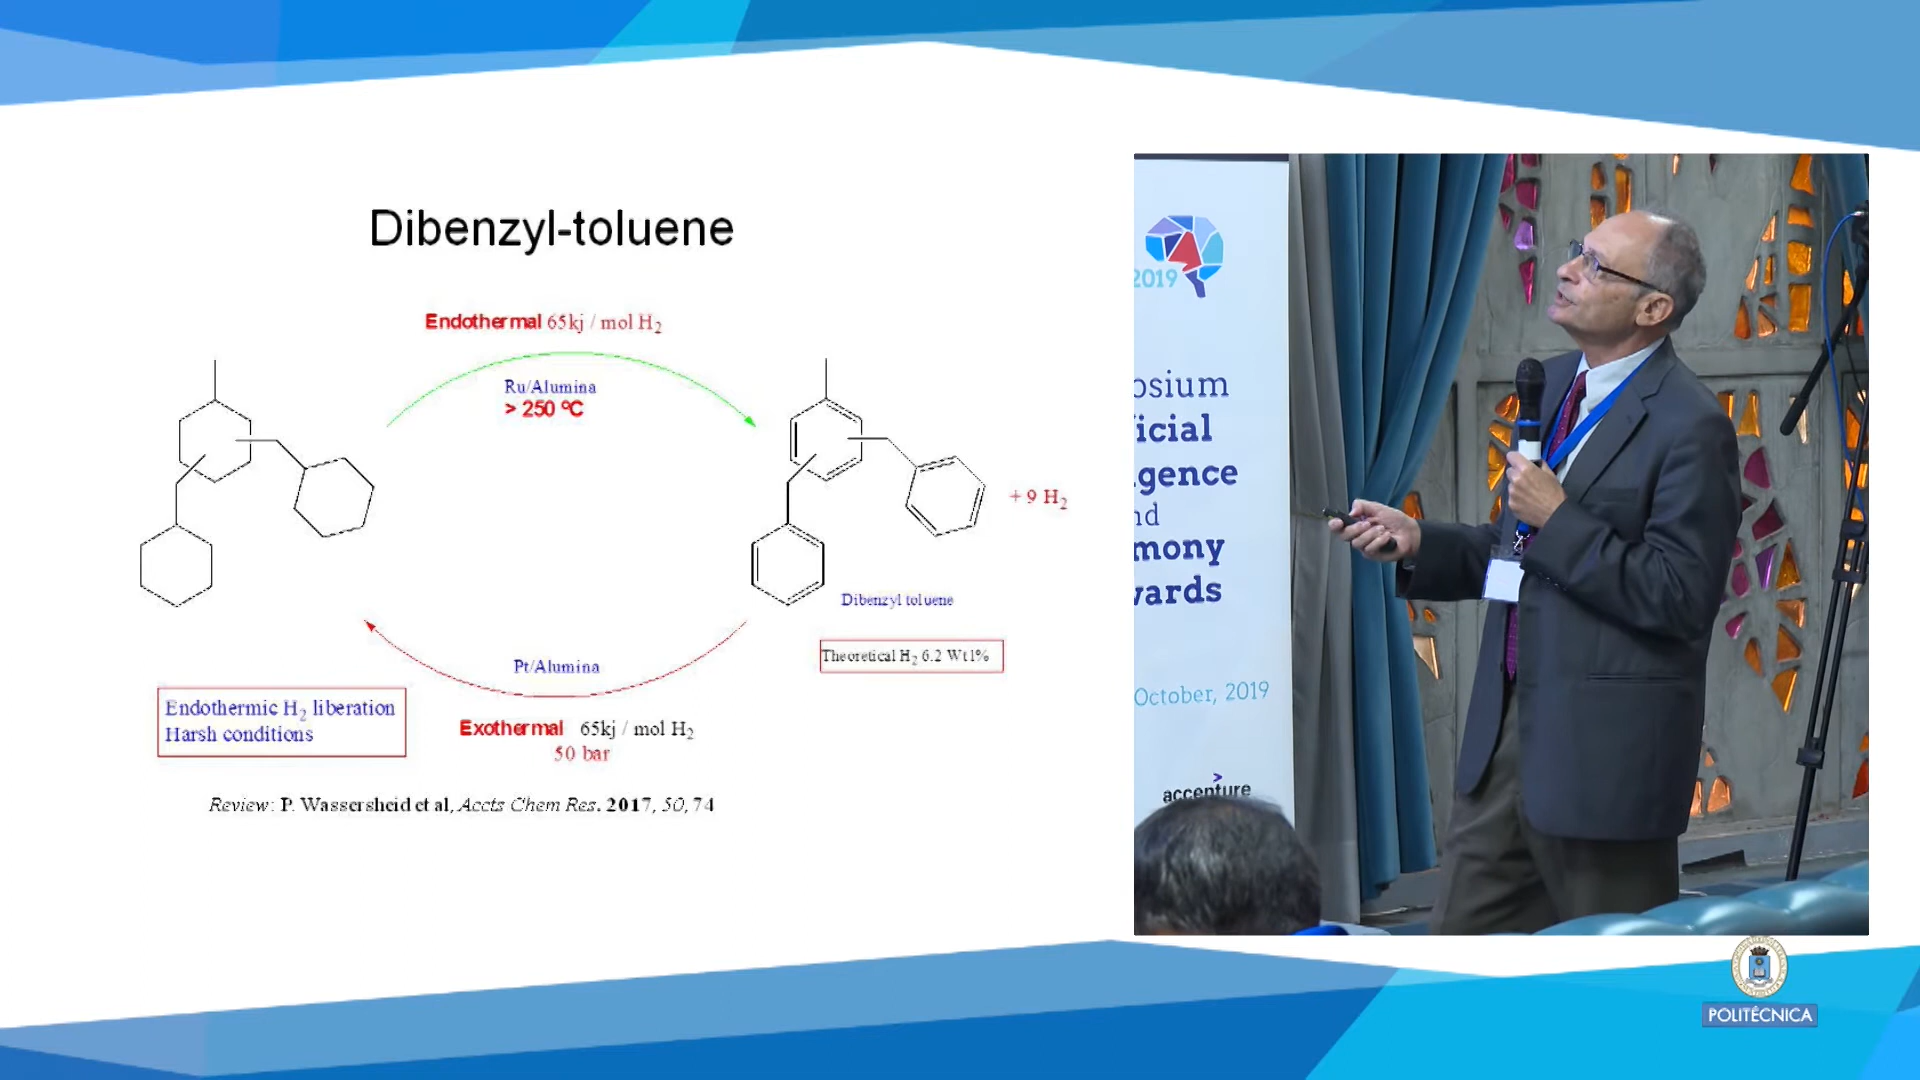 Dibenzyl-toluene
Endothermal 65kj / mol H2
Ru/Alumina
> 250 ºC
+ 9 H2
Dibenzyl toluene
Theoretical H2 6.2 Wt1%
Pt/Alumina
Endothermic H2 liberation
Harsh conditions
Exothermal 65kj / mol H2
50 bar
Review: P. Wassersheid et al, Accts Chem Res. 2017, 50, 74
2019
osium
icial
gence
nd
mony
wards
October, 2019
>
accenture
POLITÉCNICA